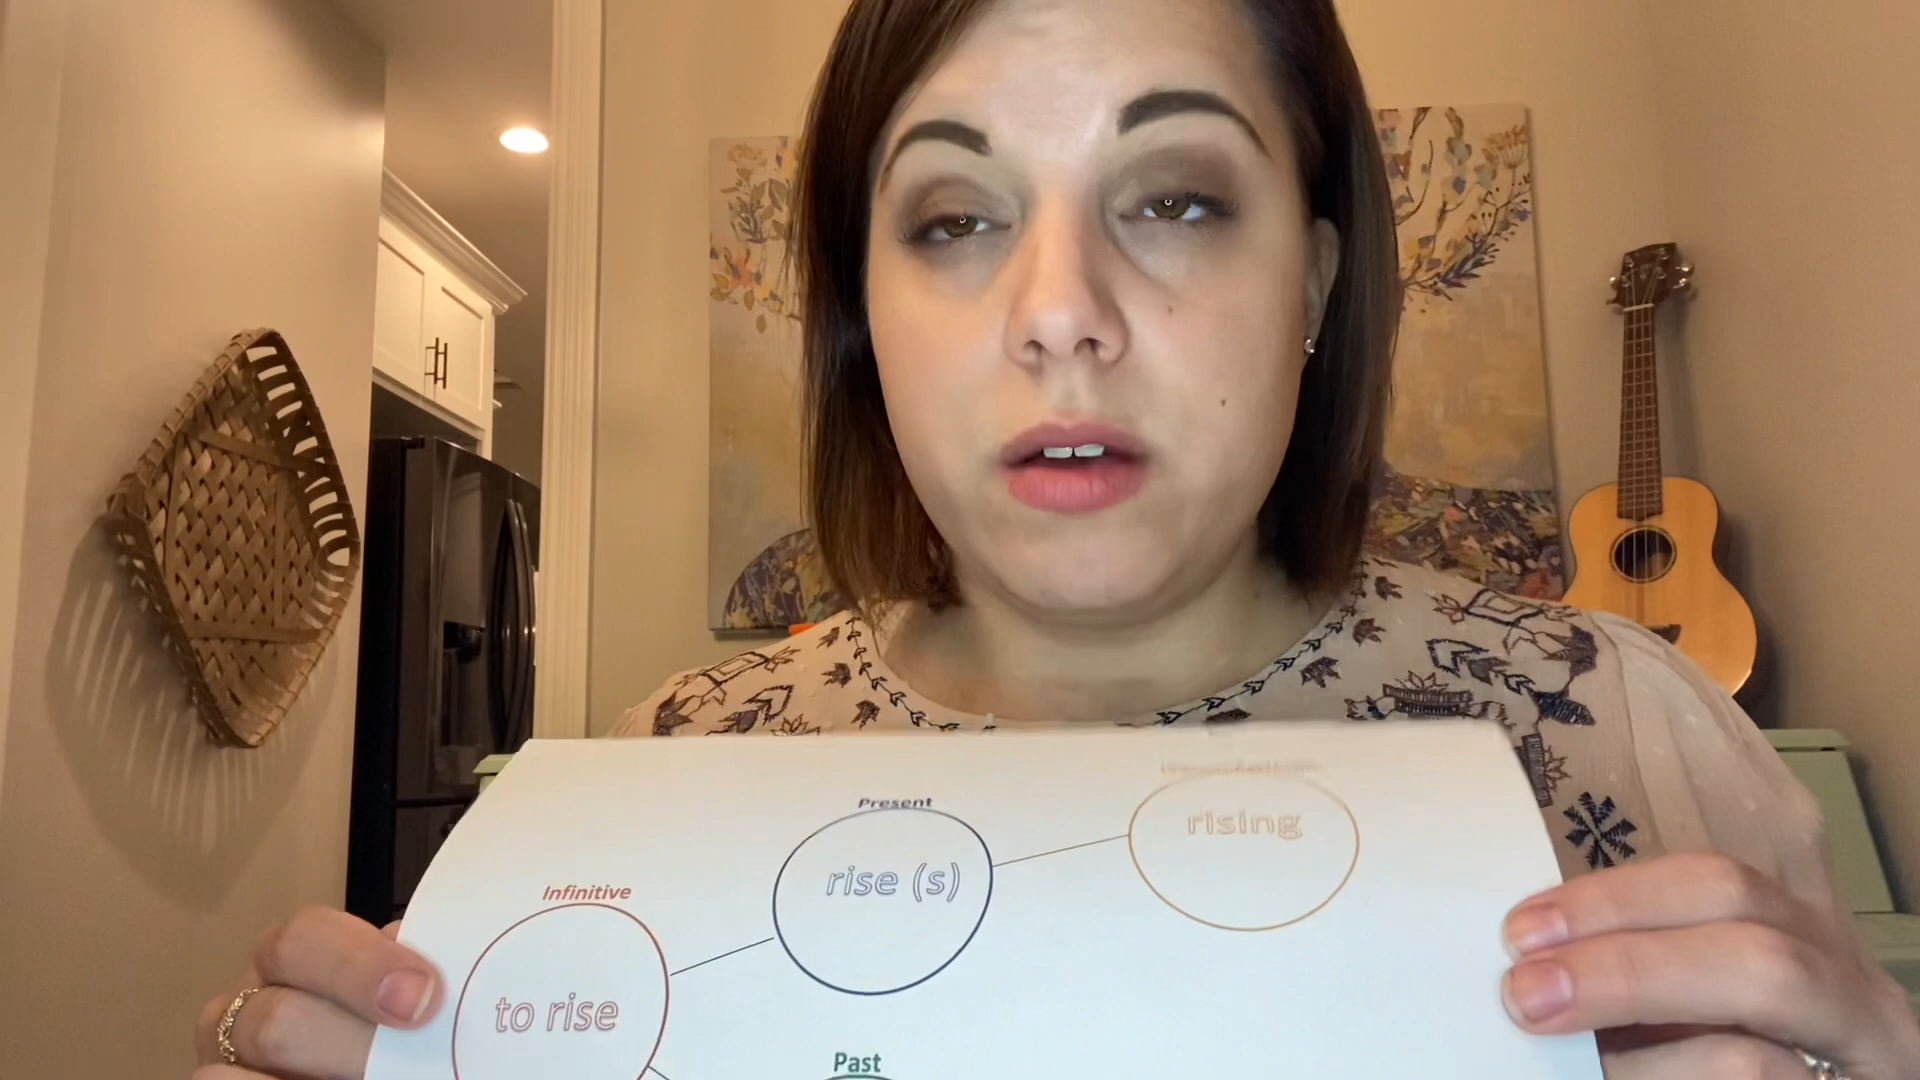 Present
rising
rise (s)
Infinitive
to rise
Past